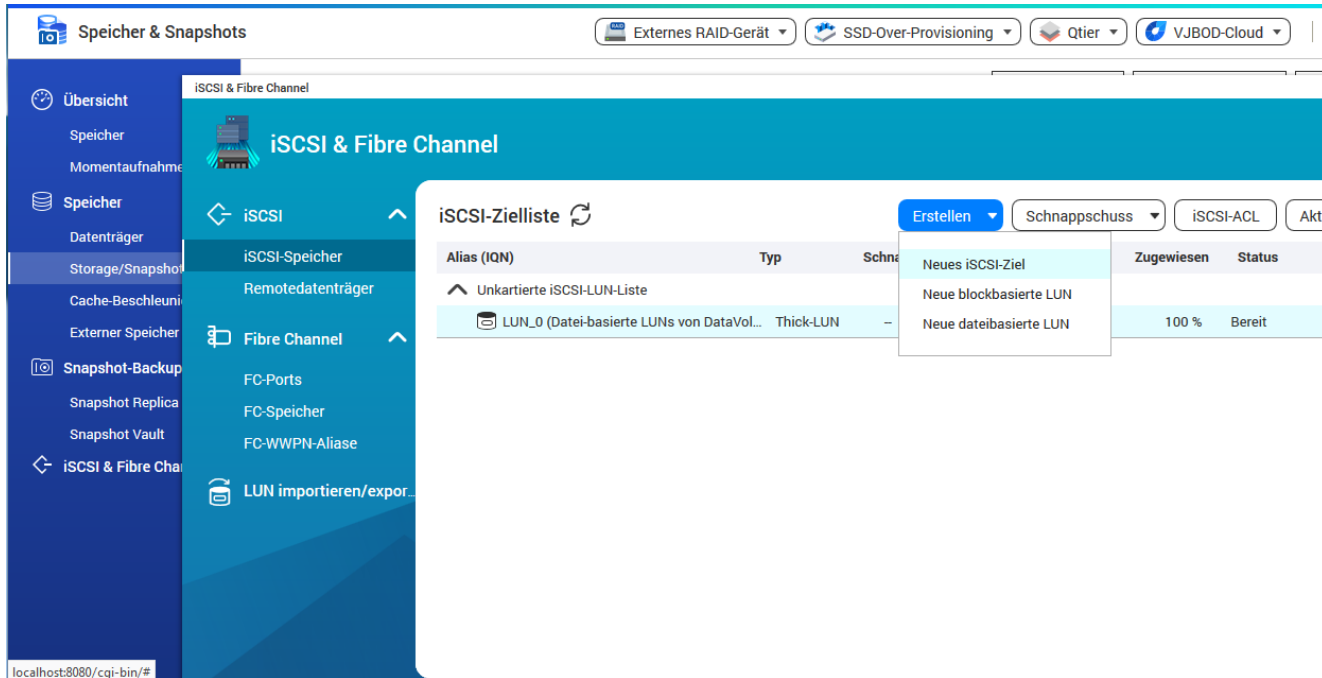 Speicher & Snapshots
Externes RAID-Gerät
SSD-Over-Provisioning
Qtier
VJBOD-Cloud
Übersicht
Speicher
Momentaufnahme
Speicher
Datenträger
Storage/Snapshot
Cache-Beschleuni
Externer Speicher
Snapshot-Backup
Snapshot Replica
Snapshot Vault
iSCSI & Fibre Cha
iSCSI & Fibre Channel
iSCSI & Fibre Channel
iSCSI
iSCSI-Speicher
Remotedatenträger
Fibre Channel
FC-Ports
FC-Speicher
FC-WWPN-Aliase
LUN importieren/expor...
iSCSI-Zielliste
Erstellen
Schnappschuss
iSCSI-ACL
Akt
Alias (IQN) Typ Schna Zugewiesen Status
Unkartierte iSCSI-LUN-Liste
LUN_0 (Datei-basierte LUNs von DataVol... Thick-LUN -- 100 % Bereit
Neues iSCSI-Ziel
Neue blockbasierte LUN
Neue dateibasierte LUN
localhost:8080/cgi-bin/#